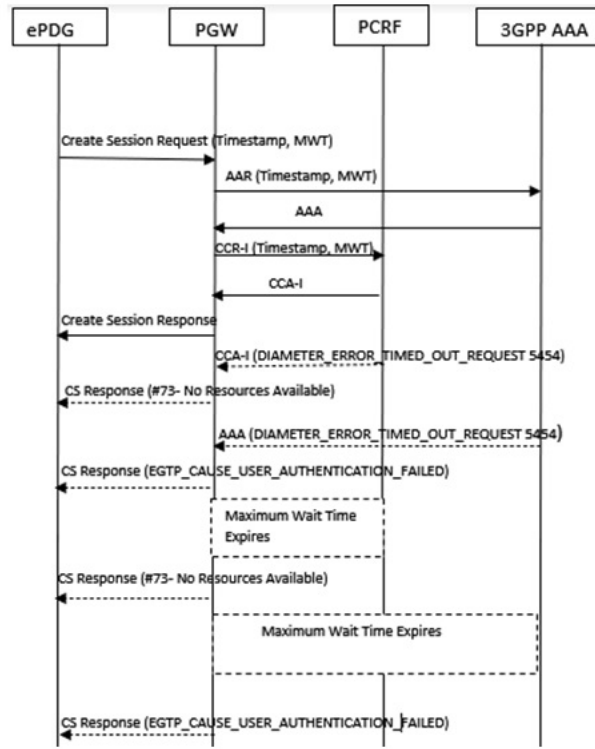 ePDG PGW PCRF 3GPP AAA
Create Session Request (Timestamp, MWT)
AAR (Timestamp, MWT)
AAA
CCR-I (Timestamp, MWT)
CCA-I
Create Session Response
CCA-I (DIAMETER_ERROR_TIMED_OUT_REQUEST 5454)
CS Response (#73- No Resources Available)
AAA (DIAMETER_ERROR_TIMED_OUT_REQUEST 5454)
CS Response (EGTP_CAUSE_USER_AUTHENTICATION_FAILED)
Maximum Wait Time
Expires
CS Response (#73- No Resources Available)
Maximum Wait Time Expires
CS Response (EGTP_CAUSE_USER_AUTHENTICATION_FAILED)